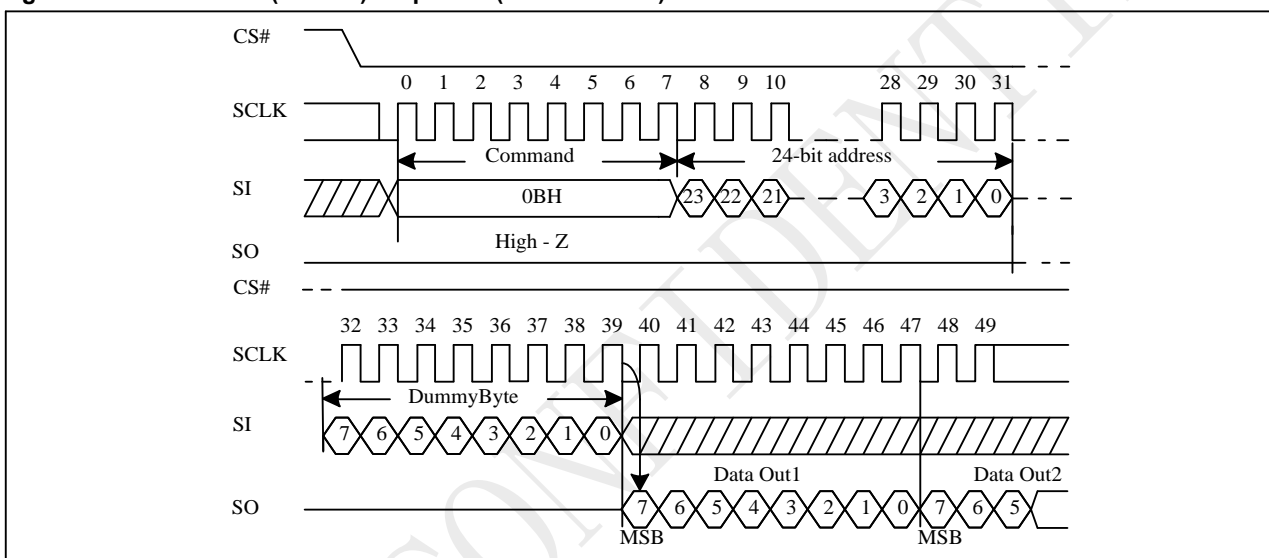 CS#
0 1 2 3 4 5 6 7 8 9 10 28 29 30 31
SCLK
Command 24-bit address
SI 0BH 23 22 21 3 2 1 0
High - Z
SO
CS#
32 33 34 35 36 37 38 39 40 41 42 43 44 45 46 47 48 49
SCLK
DummyByte
SI 7 6 5 4 3 2 1 0
Data Out1 Data Out2
SO 7 6 5 4 3 2 1 0 7 6 5
MSB MSB